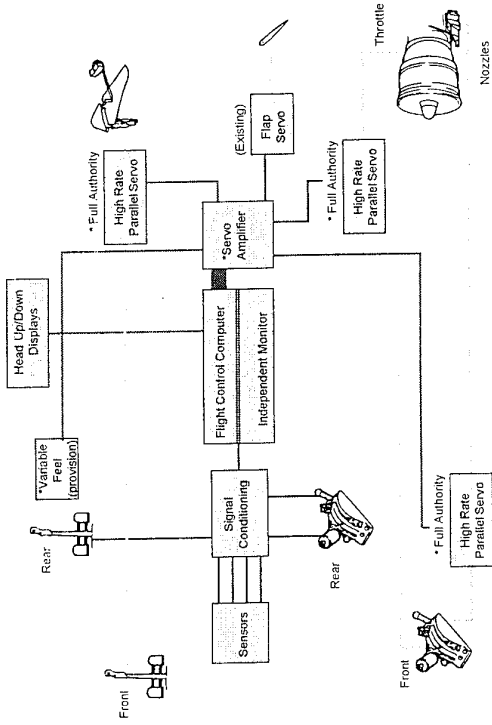 Front
Rear
*Variable
Feel
(provision)
Head Up/Down
Displays
* Full Authority
High Rate
Parallel Servo
Sensors
Signal
Conditioning
Flight Control Computer
Independent Monitor
*Servo
Amplifier
(Existing)
Flap
Servo
Rear
* Full Authority
High Rate
Parallel Servo
Front
* Full Authority
High Rate
Parallel Servo
Throttle
Nozzles